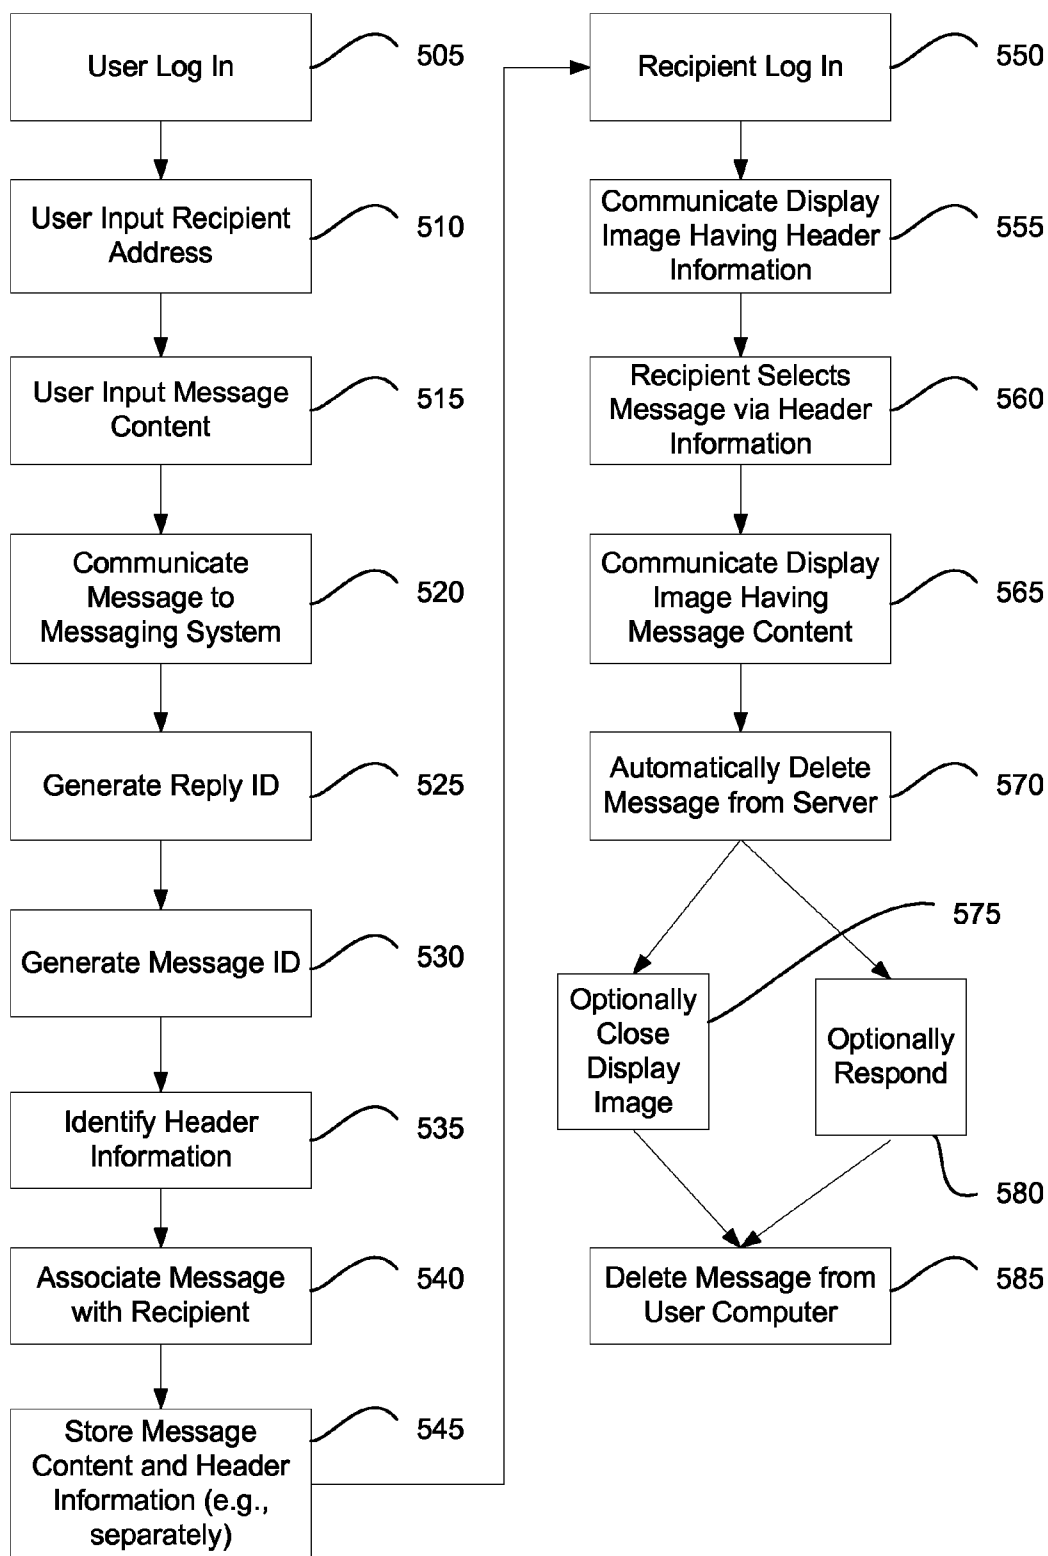 User Log In
505
User Input Recipient
Address
510
User Input Message
Content
515
Communicate
Message to
Messaging System
520
Generate Reply ID
525
Generate Message ID
530
Identify Header
Information
535
Associate Message
with Recipient
540
Store Message
Content and Header
Information (e.g.,
separately)
545
Recipient Log In
550
Communicate Display
Image Having Header
Information
555
Recipient Selects
Message via Header
Information
560
Communicate Display
Image Having
Message Content
565
Automatically Delete
Message from Server
570
Optionally
Close
Display
Image
575
Optionally
Respond
580
Delete Message from
User Computer
585